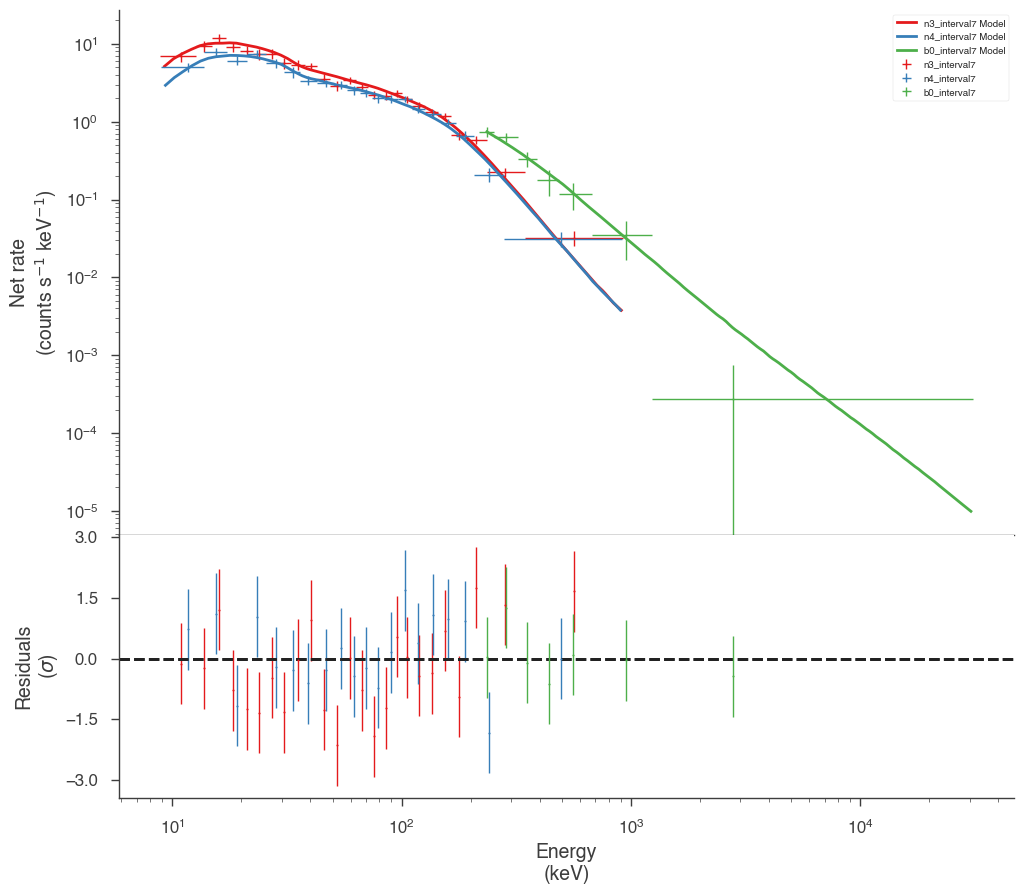 n3_interval7 Model
n4_interval7 Model
b0_interval7 Model
n3_interval7
n4_interval7
b0_interval7
Net rate
(counts s⁻¹ keV⁻¹)
10¹
10⁰
10⁻¹
10⁻²
10⁻³
10⁻⁴
10⁻⁵
Residuals
(σ)
3.0
1.5
0.0
−1.5
−3.0
10¹ 10² 10³ 10⁴
Energy
(keV)